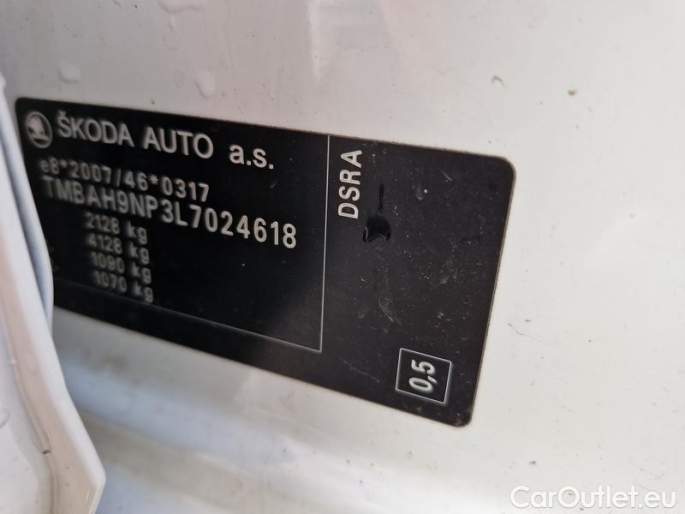 ŠKODA AUTO a.s.
e8*2007/46*0317
TMBAH9NP3L7024618
2128 kg
4128 kg
1090 kg
1070 kg
DSRA
0,5
CarOutlet.eu